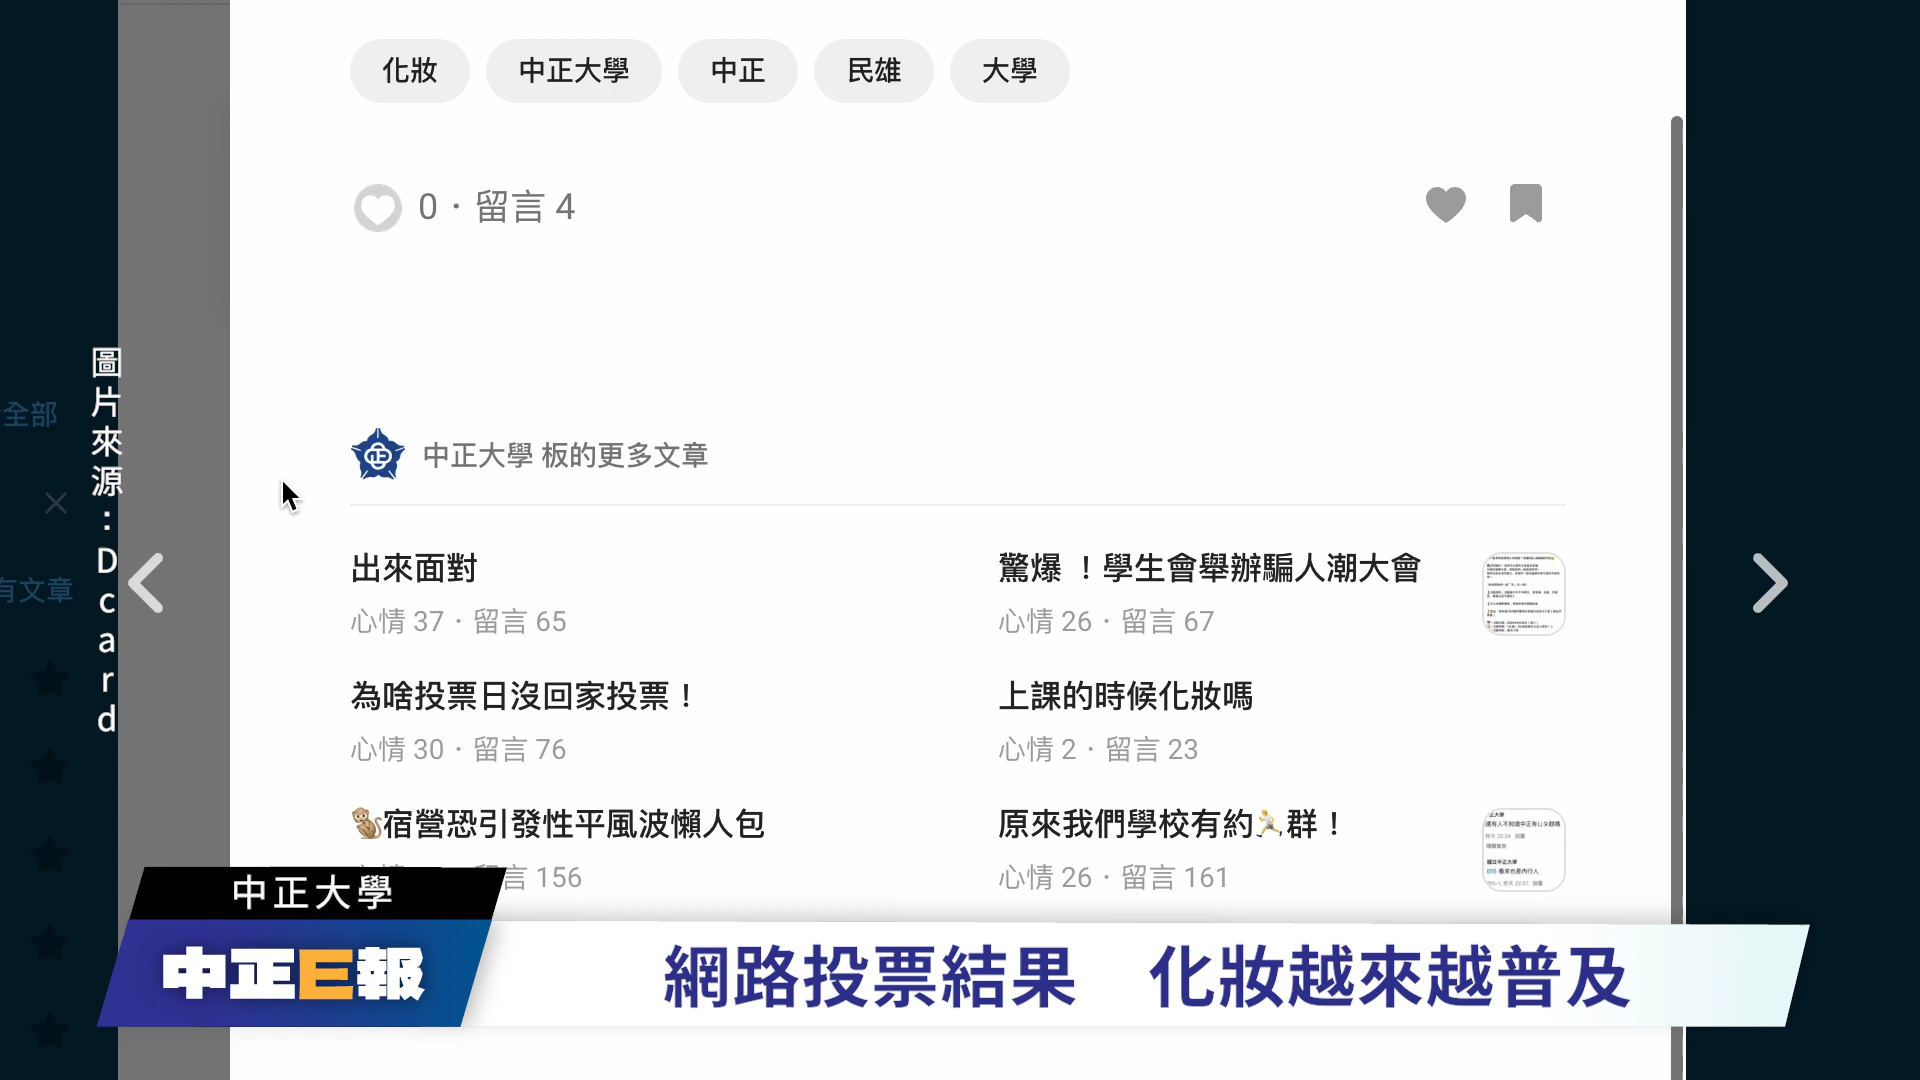 化妝
中正大學
中正
民雄
大學
0 · 留言 4
全部
有文章
圖片來源:Dcard
中正大學 板的更多文章
出來面對
心情 37 · 留言 65
驚爆 !學生會舉辦騙人潮大會
心情 26 · 留言 67
為啥投票日沒回家投票!
心情 30 · 留言 76
上課的時候化妝嗎
心情 2 · 留言 23
🐒宿營恐引發性平風波懶人包
言 156
原來我們學校有約🏃群!
心情 26 · 留言 161
中正大學
中正E報
網路投票結果 化妝越來越普及